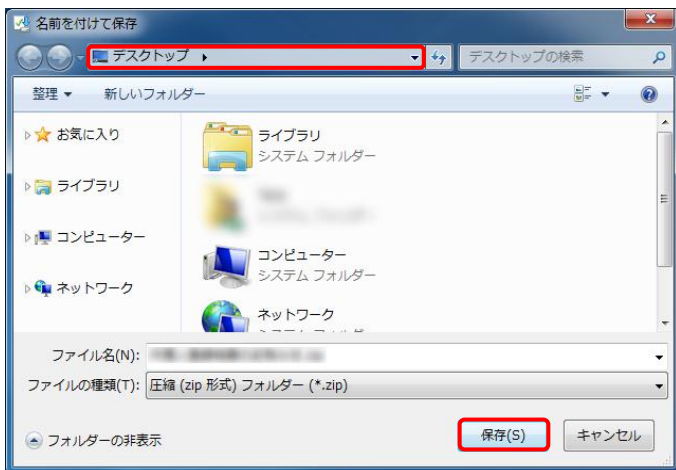 名前を付けて保存
デスクトップ
デスクトップの検索
整理 新しいフォルダー
お気に入り
ライブラリ
コンピューター
ネットワーク
ライブラリ
システム フォルダー
コンピューター
システム フォルダー
ネットワーク
ファイル名(N):
ファイルの種類(T): 圧縮 (zip 形式) フォルダー (*.zip)
フォルダーの非表示
保存(S)
キャンセル